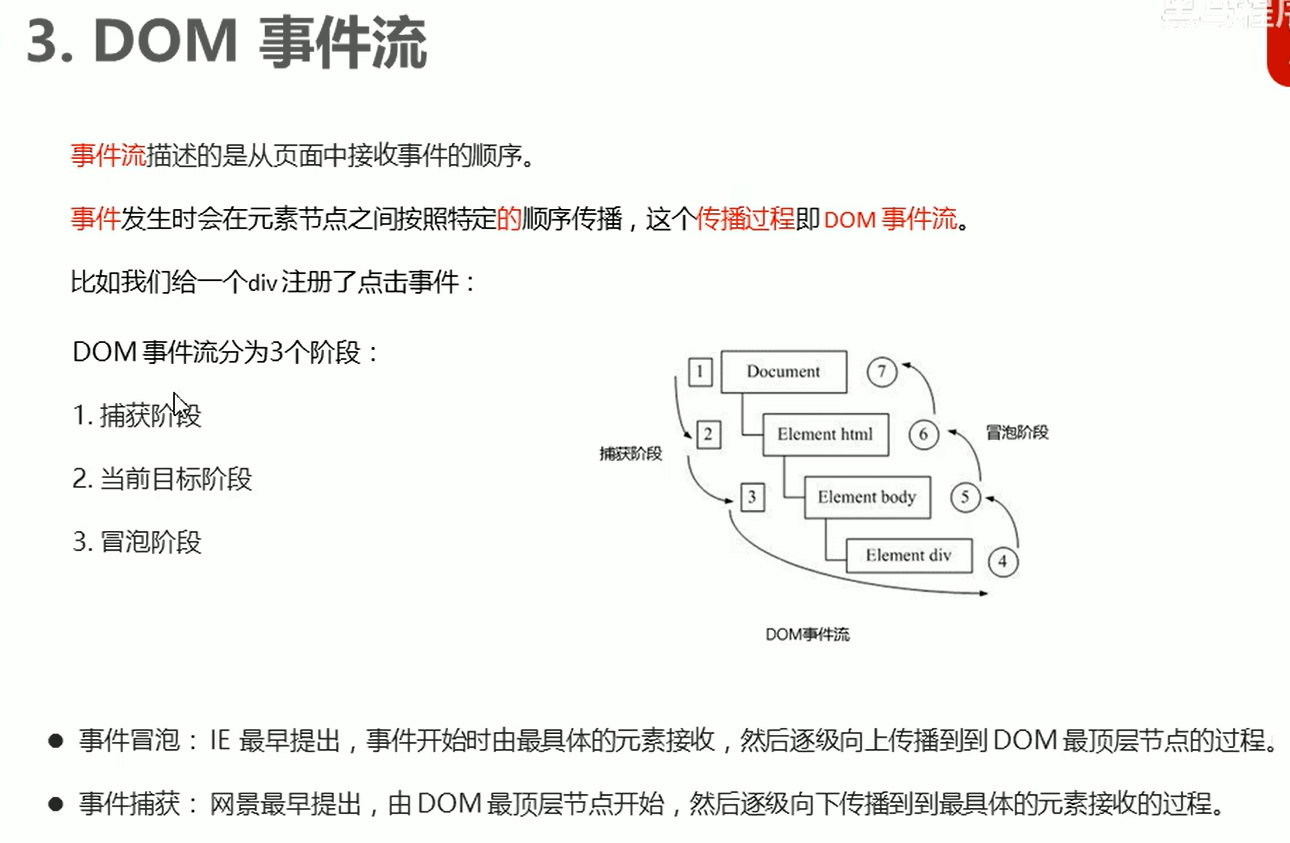 3. DOM 事件流
事件流描述的是从页面中接收事件的顺序。
事件发生时会在元素节点之间按照特定的顺序传播，这个传播过程即DOM 事件流。
比如我们给一个div 注册了点击事件：
DOM 事件流分为3个阶段：
1. 捕获阶段
2. 当前目标阶段
3. 冒泡阶段
1
Document
7
2
Element html
6
冒泡阶段
捕获阶段
3
Element body
5
Element div
4
DOM事件流
● 事件冒泡： IE 最早提出，事件开始时由最具体的元素接收，然后逐级向上传播到到 DOM 最顶层节点的过程。
● 事件捕获： 网景最早提出，由 DOM 最顶层节点开始，然后逐级向下传播到到最具体的元素接收的过程。